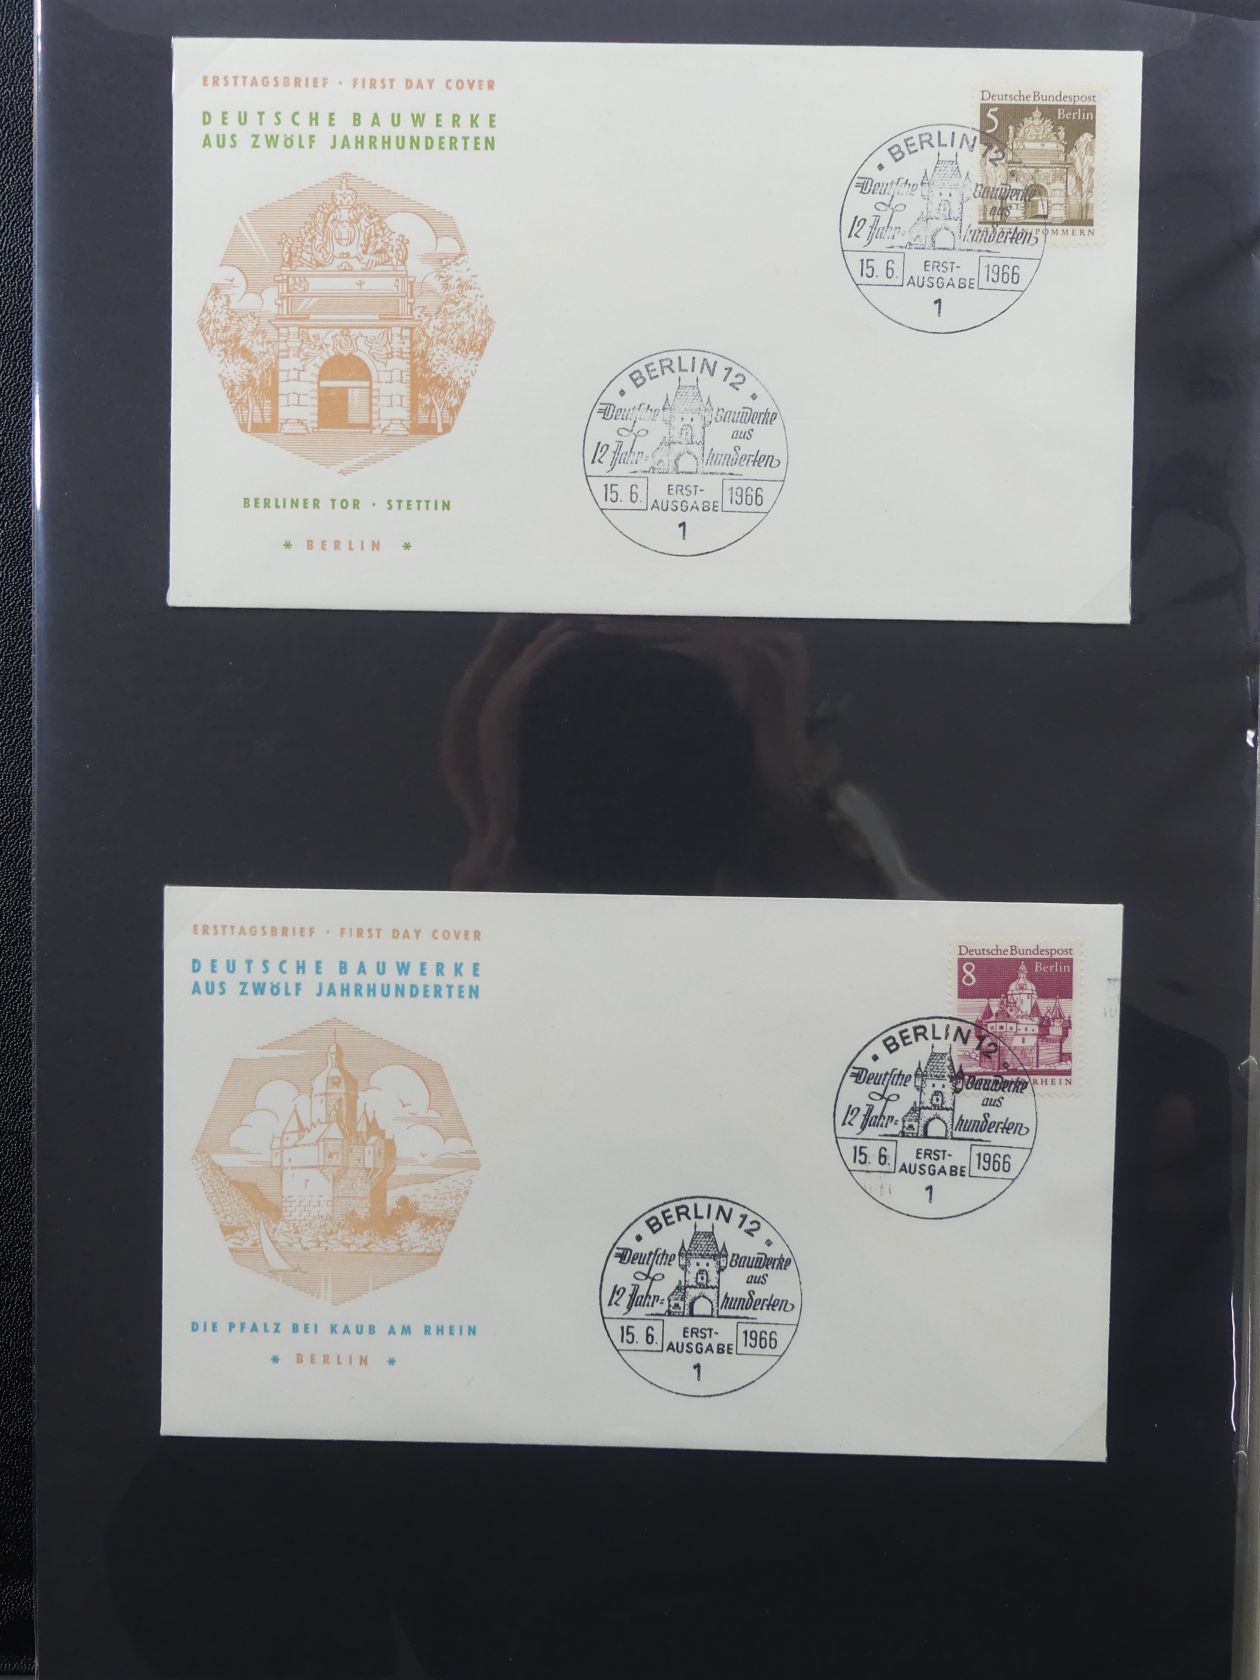 ERSTTAGSBRIEF · FIRST DAY COVER
DEUTSCHE BAUWERKE
AUS ZWÖLF JAHRHUNDERTEN
BERLINER TOR · STETTIN
* BERLIN *
Deutsche Bundespost
5 Berlin
POMMERN
BERLIN 12
Deutsche Bauwerke
aus
12 Jahr= hunderten
15. 6. ERST- 1966
AUSGABE
1
BERLIN 12
Deutsche Bauwerke
aus
12 Jahr= hunderten
15. 6. ERST- 1966
AUSGABE
1
ERSTTAGSBRIEF · FIRST DAY COVER
DEUTSCHE BAUWERKE
AUS ZWÖLF JAHRHUNDERTEN
DIE PFALZ BEI KAUB AM RHEIN
* BERLIN *
Deutsche Bundespost
8 Berlin
RHEIN
BERLIN 12
Deutsche Bauwerke
aus
12 Jahr= hunderten
15. 6. ERST- 1966
AUSGABE
1
BERLIN 12
Deutsche Bauwerke
aus
12 Jahr= hunderten
15. 6. ERST- 1966
AUSGABE
1